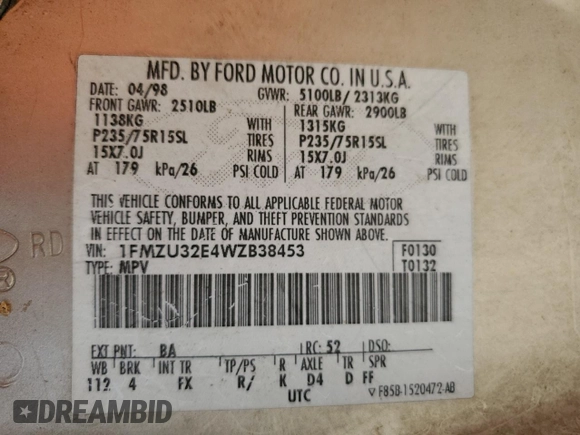 MFD. BY FORD MOTOR CO. IN U.S.A.
DATE: 04/98 GVWR: 5100LB/ 2313KG
FRONT GAWR: 2510LB REAR GAWR: 2900LB
1138KG WITH 1315KG WITH
P235/75R15SL TIRES P235/75R15SL TIRES
15X7.0J RIMS 15X7.0J RIMS
AT 179 kPa/26 PSI COLD AT 179 kPa/26 PSI COLD
THIS VEHICLE CONFORMS TO ALL APPLICABLE FEDERAL MOTOR
VEHICLE SAFETY, BUMPER, AND THEFT PREVENTION STANDARDS
IN EFFECT ON THE DATE OF MANUFACTURE SHOWN ABOVE.
VIN: 1FMZU32E4WZB38453 F0130
TYPE: MPV T0132
RD
EXT PNT: BA RC: 52 DSO:
WB BRK INT TR TP/PS R AXLE TR SPR
112 4 FX R/ K D4 D FF
UTC F85B-1520472-AB
DREAMBID